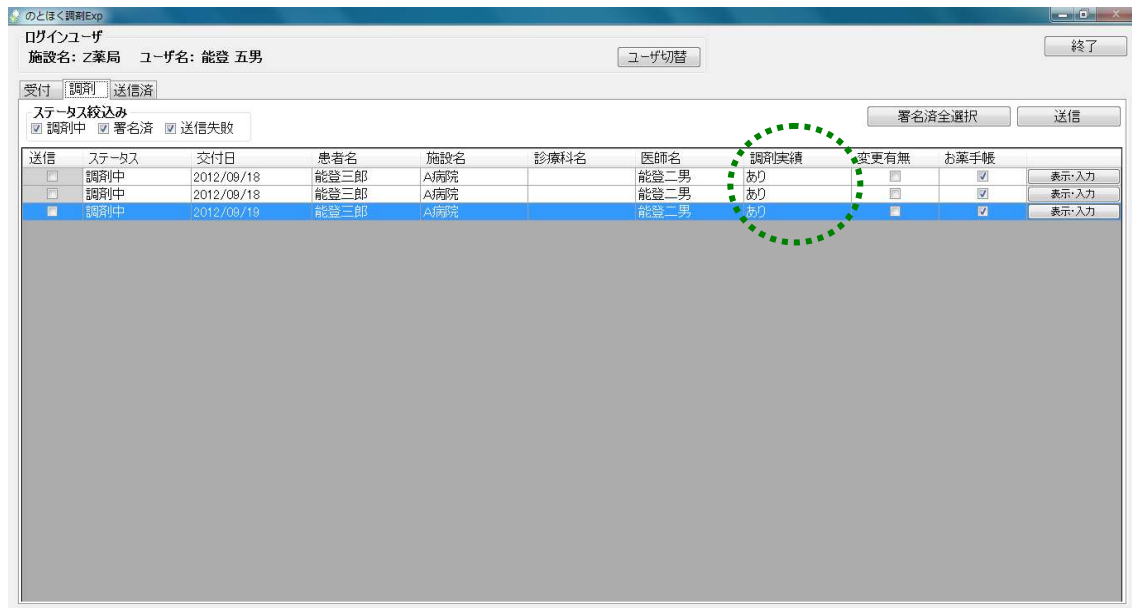 のとほく調剤Exp
ログインユーザ
施設名: Z薬局 ユーザ名: 能登 五男
ユーザ切替
終了
受付 調剤 送信済
ステータス絞込み
調剤中 署名済 送信失敗
署名済全選択 送信
送信 ステータス 交付日 患者名 施設名 診療科名 医師名 調剤実績 変更有無 お薬手帳
調剤中 2012/09/18 能登三郎 A病院 能登二男 あり 表示・入力
調剤中 2012/09/18 能登三郎 A病院 能登二男 あり 表示・入力
調剤中 2012/09/19 能登三郎 A病院 能登二男 あり 表示・入力